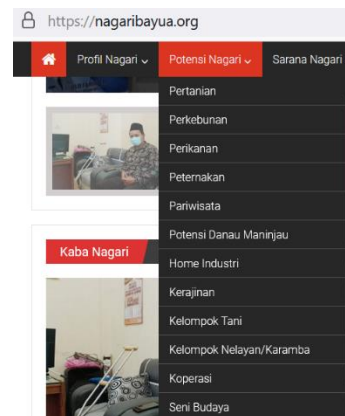 https://nagaribayua.org
Profil Nagari Potensi Nagari Sarana Nagari
Pertanian
Perkebunan
Perikanan
Peternakan
Pariwisata
Potensi Danau Maninjau
Kaba Nagari
Home Industri
Kerajinan
Kelompok Tani
Kelompok Nelayan/Karamba
Koperasi
Seni Budaya